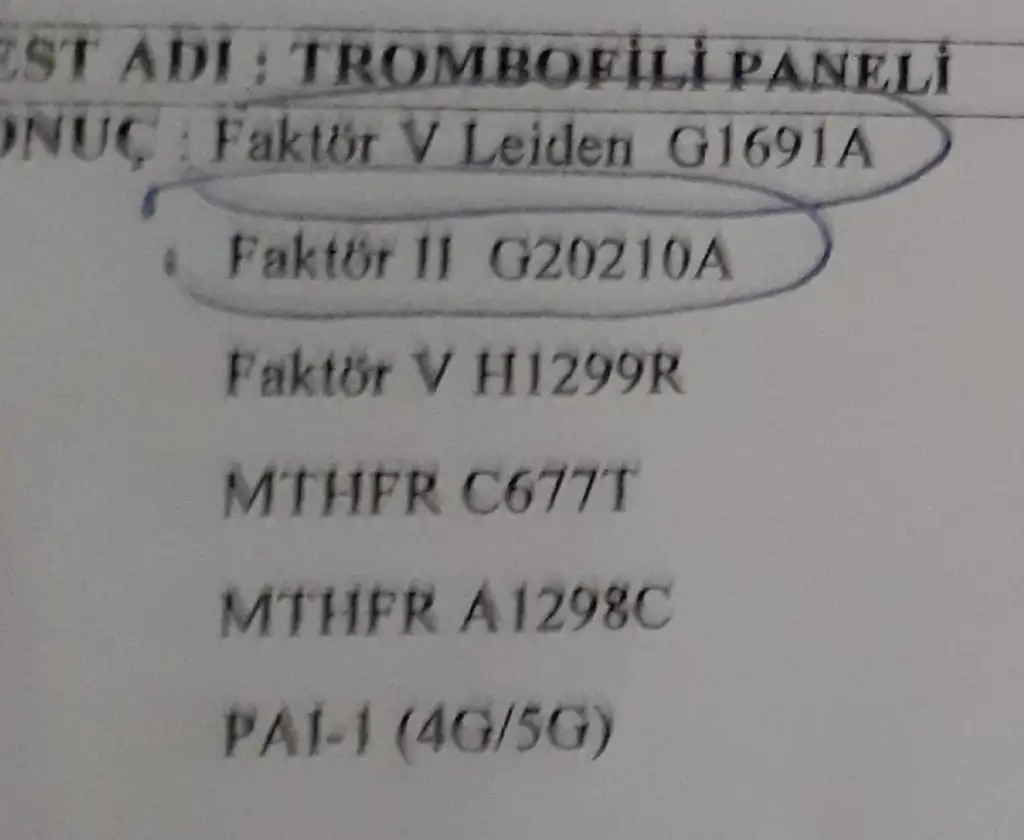 EST ADI : TROMBOFİLİ PANELİ
ONUÇ : Faktör V Leiden G1691A
Faktör II G20210A
Faktör V H1299R
MTHFR C677T
MTHFR A1298C
PAİ-1 (4G/5G)